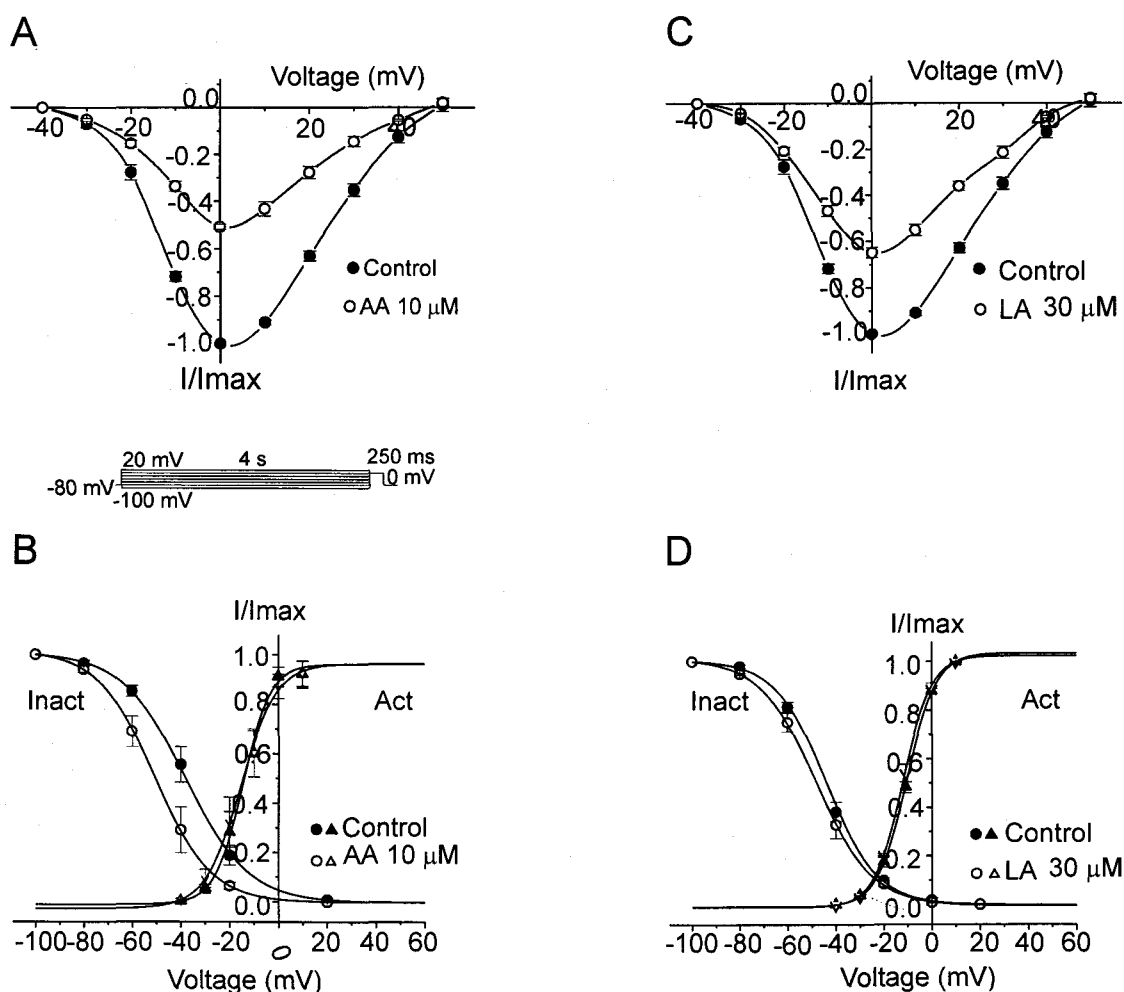 A
Voltage (mV)
0.0
-40 -20 20 40
-0.2
-0.4
-0.6
-0.8
-1.0
I/Imax
Control
AA 10 μM
C
Voltage (mV)
0.0
-40 -20 20 40
-0.2
-0.4
-0.6
-0.8
-1.0
I/Imax
Control
LA 30 μM
20 mV 4 s 250 ms
-80 mV 0 mV
-100 mV
B
I/Imax
1.0
0.8
0.6
0.4
0.2
0.0
Inact Act
Control
AA 10 μM
-100 -80 -60 -40 -20 0 20 40 60
Voltage (mV)
D
I/Imax
1.0
0.8
0.6
0.4
0.2
0.0
Inact Act
Control
LA 30 μM
-100 -80 -60 -40 -20 0 20 40 60
Voltage (mV)